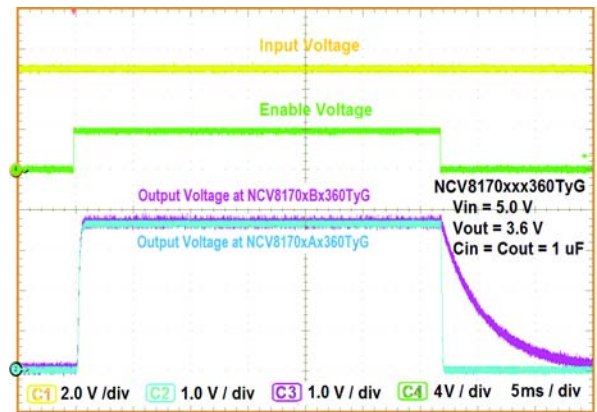 Input Voltage
Enable Voltage
Output Voltage at NCV8170xBx360TyG
NCV8170xxx360TyG
Vin = 5.0 V
Vout = 3.6 V
Cin = Cout = 1 uF
Output Voltage at NCV8170xAx360TyG
C1 2.0 V /div C2 1.0 V / div C3 1.0 V / div C4 4V / div 5ms / div